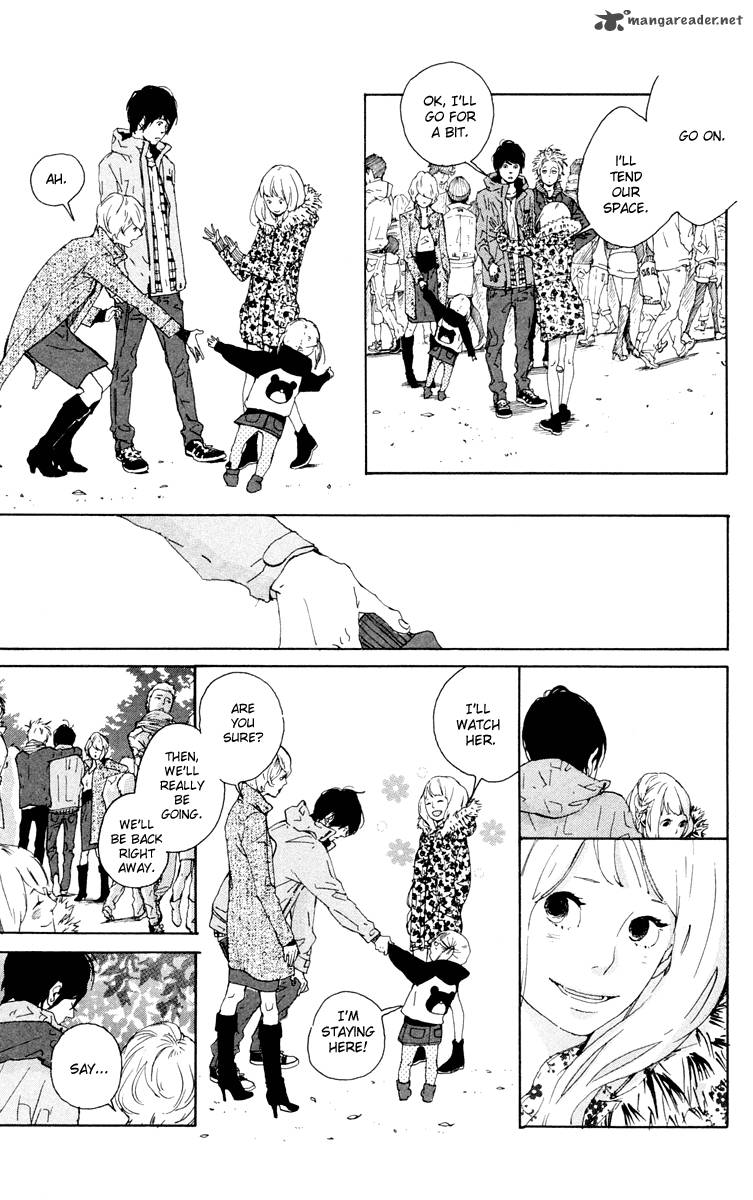 mangareader.net
GO ON.
I'LL
TEND
OUR
SPACE.
OK, I'LL
GO FOR
A BIT.
AH.
I'LL
WATCH
HER.
ARE
YOU
SURE?
I'M
STAYING
HERE!
THEN,
WE'LL
REALLY
BE
GOING.
WE'LL
BE BACK
RIGHT
AWAY.
SAY...